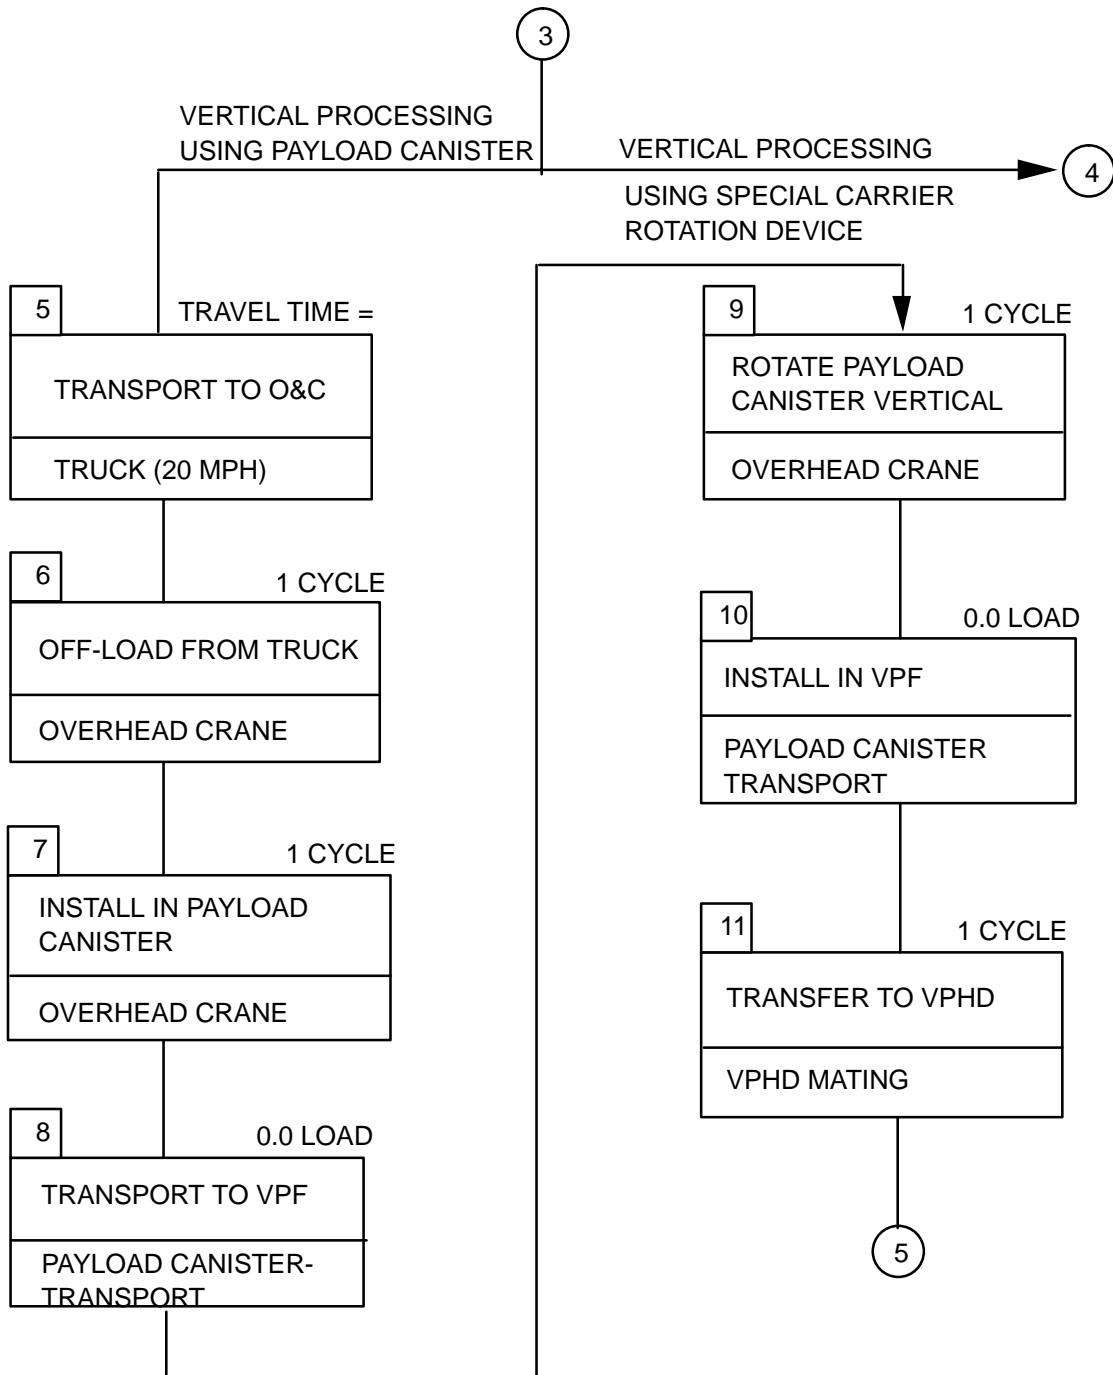 3
VERTICAL PROCESSING
USING PAYLOAD CANISTER
VERTICAL PROCESSING
4
USING SPECIAL CARRIER
ROTATION DEVICE
5
TRAVEL TIME =
TRANSPORT TO O&C
TRUCK (20 MPH)
6
1 CYCLE
OFF-LOAD FROM TRUCK
OVERHEAD CRANE
7
1 CYCLE
INSTALL IN PAYLOAD
CANISTER
OVERHEAD CRANE
8
0.0 LOAD
TRANSPORT TO VPF
PAYLOAD CANISTER-
TRANSPORT
9
1 CYCLE
ROTATE PAYLOAD
CANISTER VERTICAL
OVERHEAD CRANE
10
0.0 LOAD
INSTALL IN VPF
PAYLOAD CANISTER
TRANSPORT
11
1 CYCLE
TRANSFER TO VPHD
VPHD MATING
5